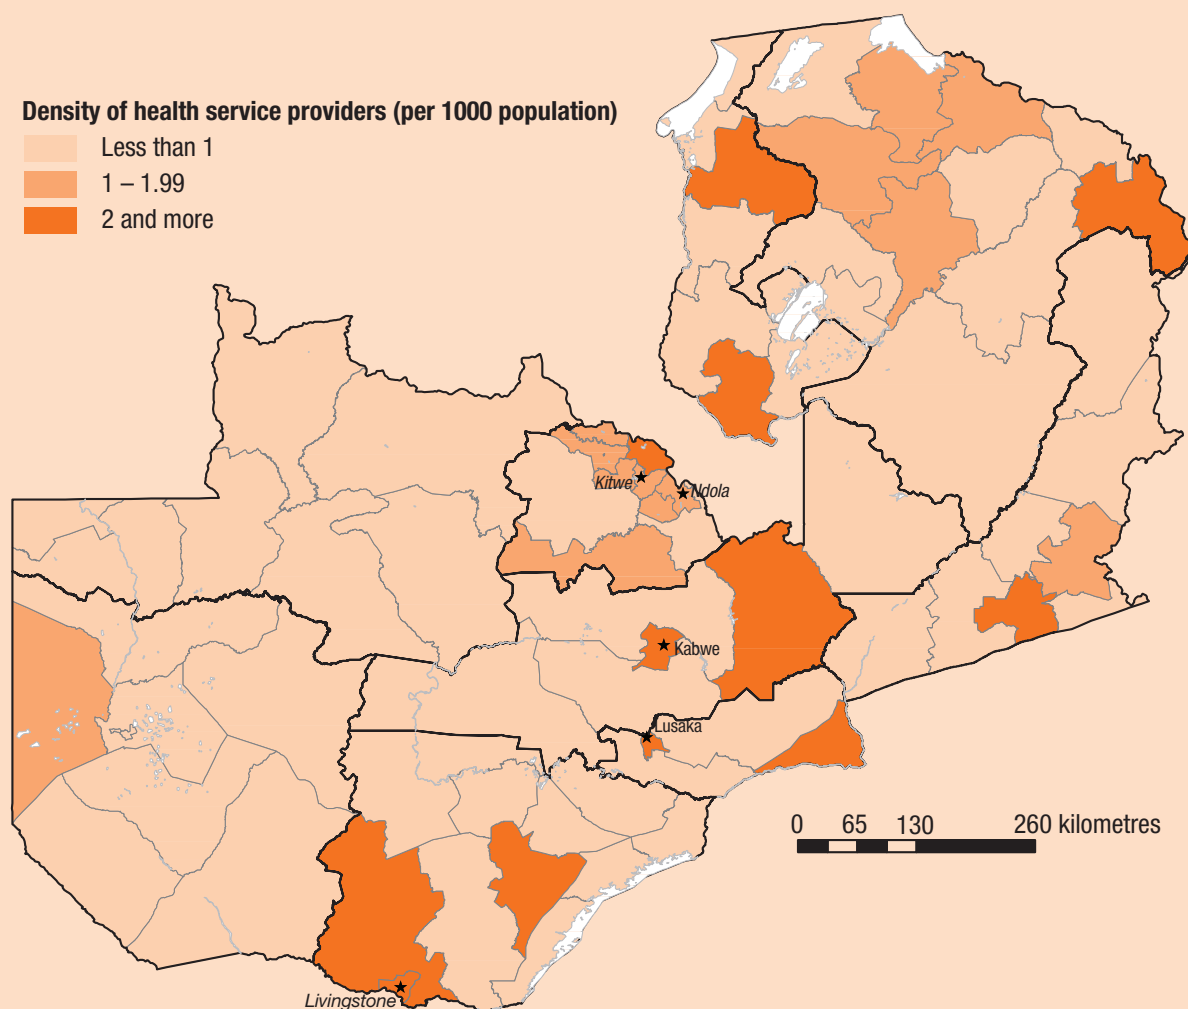 Density of health service providers (per 1000 population)
Less than 1
1 – 1.99
2 and more
Kitwe
Ndola
Kabwe
Lusaka
0 65 130 260 kilometres
Livingstone